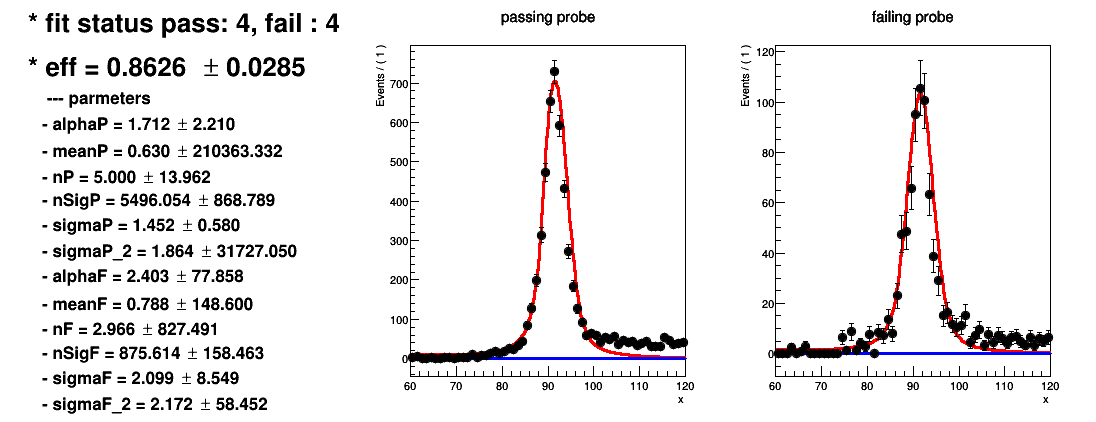 * fit status pass: 4, fail : 4
* eff = 0.8626 ± 0.0285
--- parmeters
- alphaP = 1.712 ± 2.210
- meanP = 0.630 ± 210363.332
- nP = 5.000 ± 13.962
- nSigP = 5496.054 ± 868.789
- sigmaP = 1.452 ± 0.580
- sigmaP_2 = 1.864 ± 31727.050
- alphaF = 2.403 ± 77.858
- meanF = 0.788 ± 148.600
- nF = 2.966 ± 827.491
- nSigF = 875.614 ± 158.463
- sigmaF = 2.099 ± 8.549
- sigmaF_2 = 2.172 ± 58.452
passing probe
Events / ( 1 )
700
600
500
400
300
200
100
0
60 70 80 90 100 110 120
x
failing probe
Events / ( 1 )
120
100
80
60
40
20
0
60 70 80 90 100 110 120
x